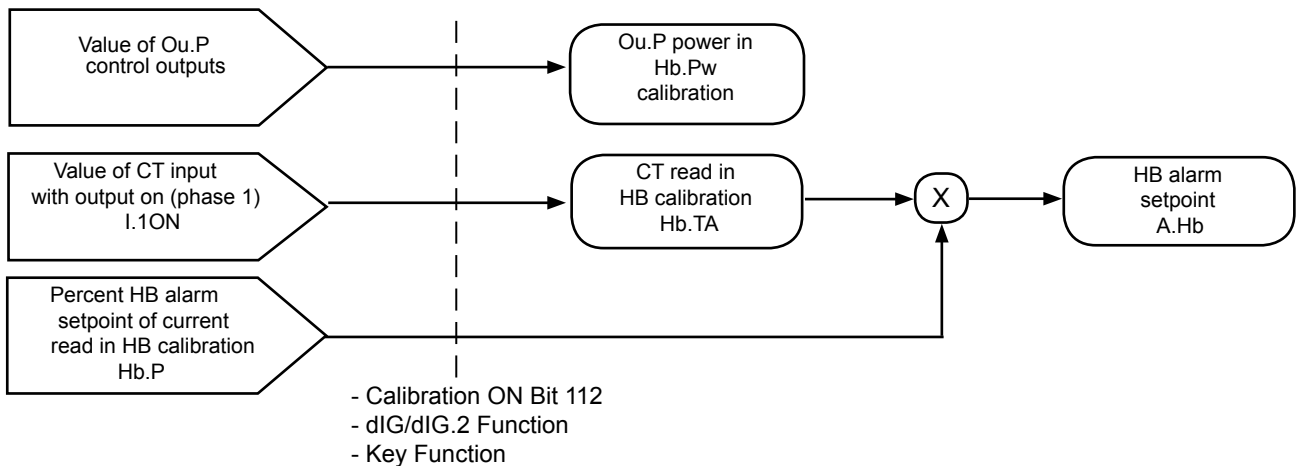 Value of Ou.P
control outputs
Ou.P power in
Hb.Pw
calibration
Value of CT input
with output on (phase 1)
I.1ON
CT read in
HB calibration
Hb.TA
X
HB alarm
setpoint
A.Hb
Percent HB alarm
setpoint of current
read in HB calibration
Hb.P
- Calibration ON Bit 112
- dIG/dIG.2 Function
- Key Function